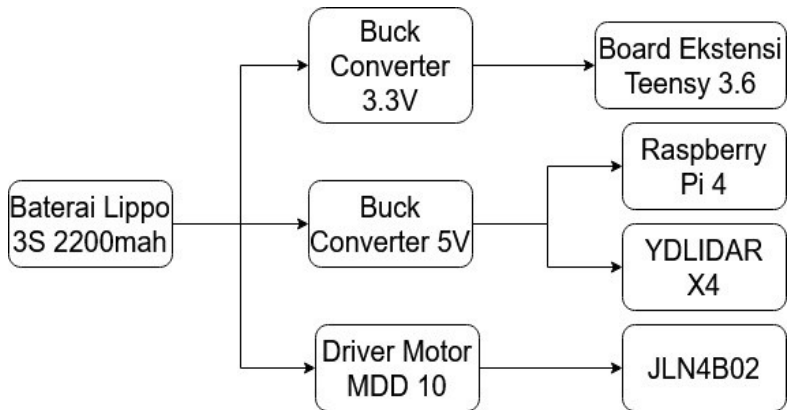 Buck
Converter
3.3V
Board Ekstensi
Teensy 3.6
Baterai Lippo
3S 2200mah
Buck
Converter 5V
Raspberry
Pi 4
YDLIDAR
X4
Driver Motor
MDD 10
JLN4B02